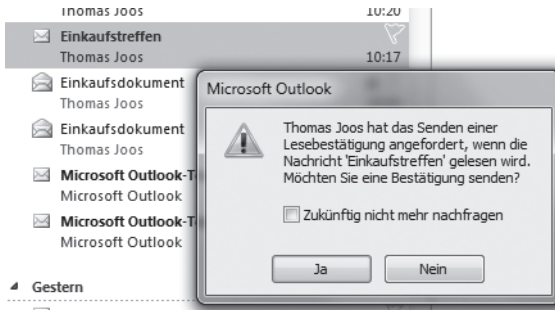 Thomas Joos 10:20
Einkaufstreffen
Thomas Joos 10:17
Einkaufsdokument
Thomas Joos
Einkaufsdokument
Thomas Joos
Microsoft Outlook-T
Microsoft Outlook
Microsoft Outlook-T
Microsoft Outlook
Gestern
Microsoft Outlook
Thomas Joos hat das Senden einer
Lesebestätigung angefordert, wenn die
Nachricht 'Einkaufstreffen' gelesen wird.
Möchten Sie eine Bestätigung senden?
Zukünftig nicht mehr nachfragen
Ja Nein